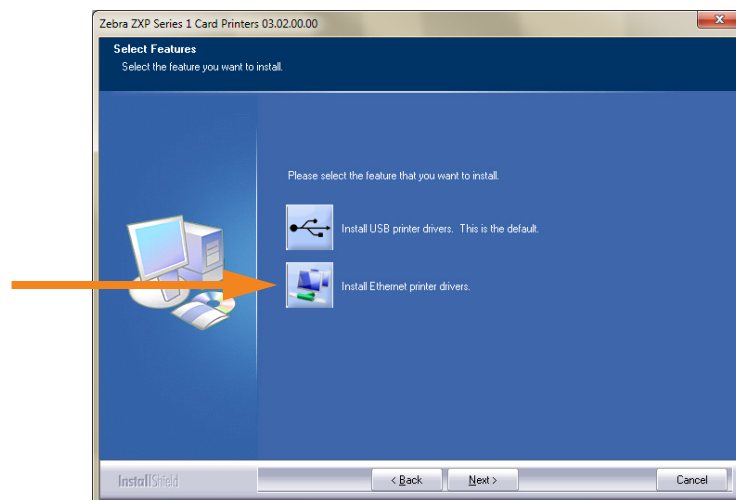 Zebra ZXP Series 1 Card Printers 03.02.00.00
Select Features
Select the feature you want to install.
Please select the feature that you want to install.
Install USB printer drivers. This is the default.
Install Ethernet printer drivers.
InstallShield
< Back
Next >
Cancel